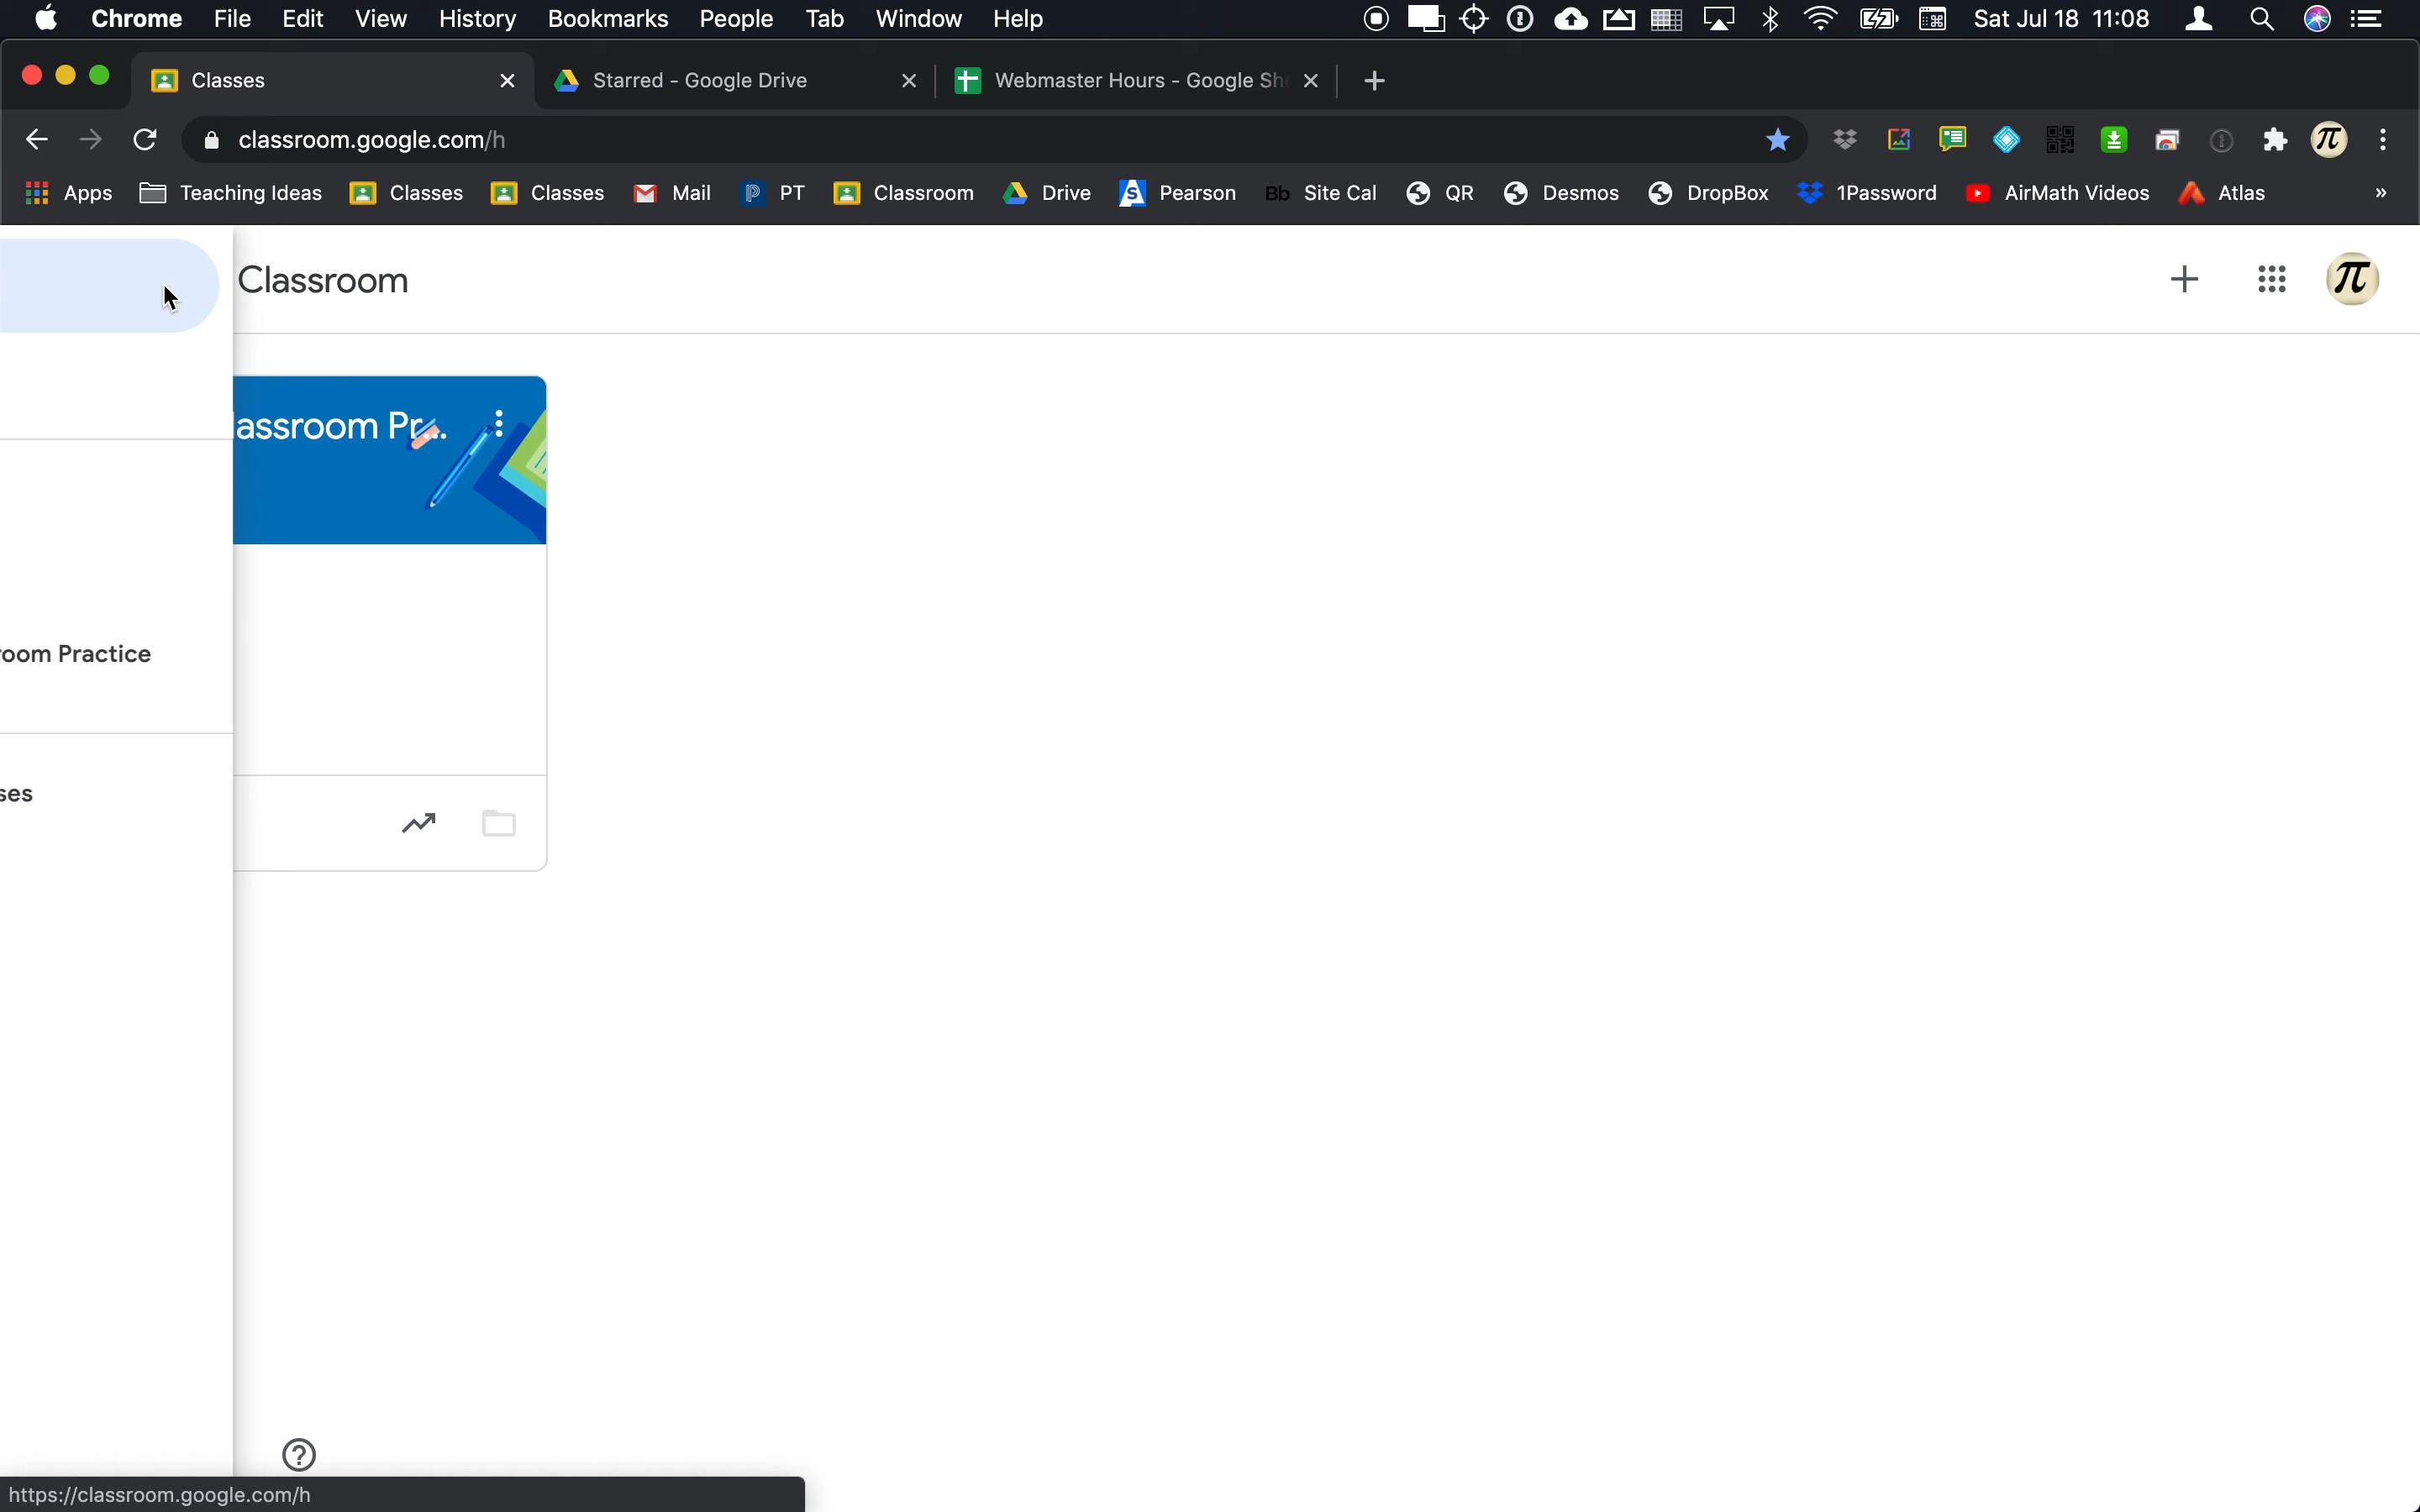 Chrome File Edit View History Bookmarks People Tab Window Help Sat Jul 18 11:08
Classes Starred - Google Drive Webmaster Hours - Google Sh
classroom.google.com/h
Apps Teaching Ideas Classes Classes Mail PT Classroom Drive Pearson Bb Site Cal QR Desmos DropBox 1Password AirMath Videos Atlas »
Classroom
lassroom Pr...
room Practice
ses
https://classroom.google.com/h